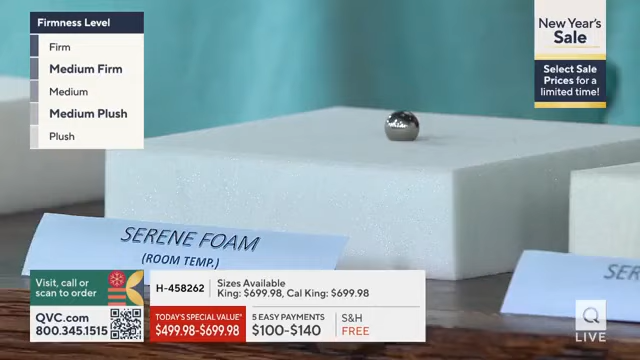 Firmness Level
Firm
Medium Firm
Medium
Medium Plush
Plush
New Year's
Sale
Select Sale
Prices for a
limited time!
SERENE FOAM
(ROOM TEMP.)
SER
Visit, call or
scan to order
QVC.com
800.345.1515
H-458262
Sizes Available
King: $699.98, Cal King: $699.98
TODAY'S SPECIAL VALUE*
$499.98-$699.98
5 EASY PAYMENTS
$100-$140
S&H
FREE
Q
LIVE